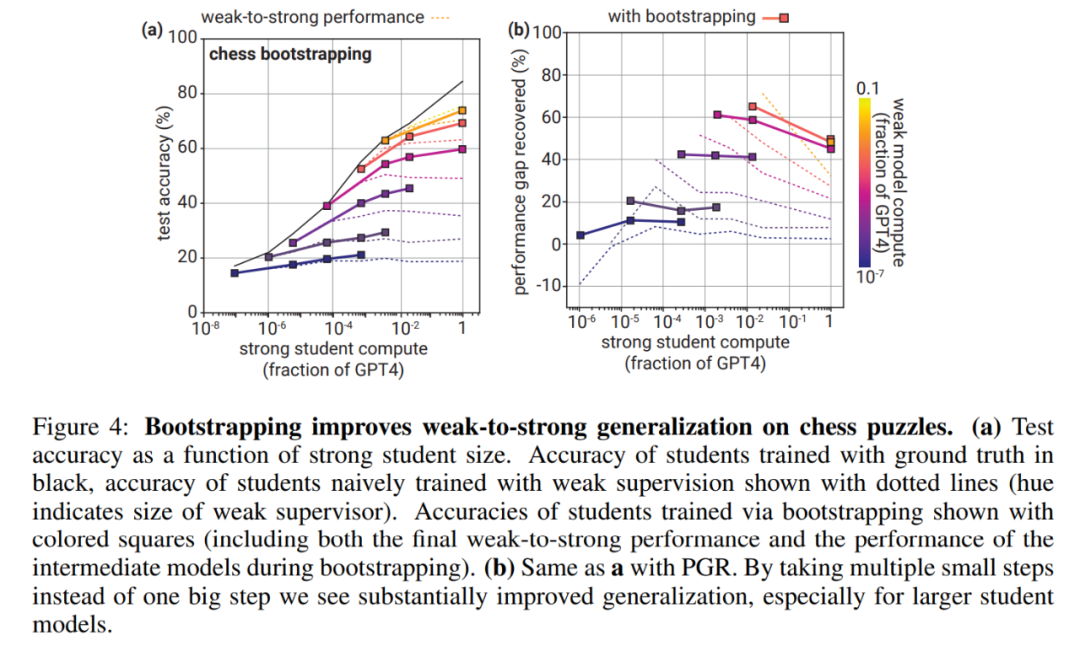 weak-to-strong performance
(a)
chess bootstrapping
test accuracy (%)
100
80
60
40
20
0
10-8
10-6
10-4
10-2
1
strong student compute
(fraction of GPT4)
with bootstrapping
(b)
performance gap recovered (%)
100
80
60
40
20
0
-10
10-6
10-5
10-4
10-3
10-2
10-1
1
strong student compute
(fraction of GPT4)
0.1
10-7
weak model compute
(fraction of GPT4)
Figure 4: Bootstrapping improves weak-to-strong generalization on chess puzzles. (a) Test
accuracy as a function of strong student size. Accuracy of students trained with ground truth in
black, accuracy of students naively trained with weak supervision shown with dotted lines (hue
indicates size of weak supervisor). Accuracies of students trained via bootstrapping shown with
colored squares (including both the final weak-to-strong performance and the performance of the
intermediate models during bootstrapping). (b) Same as a with PGR. By taking multiple small steps
instead of one big step we see substantially improved generalization, especially for larger student
models.